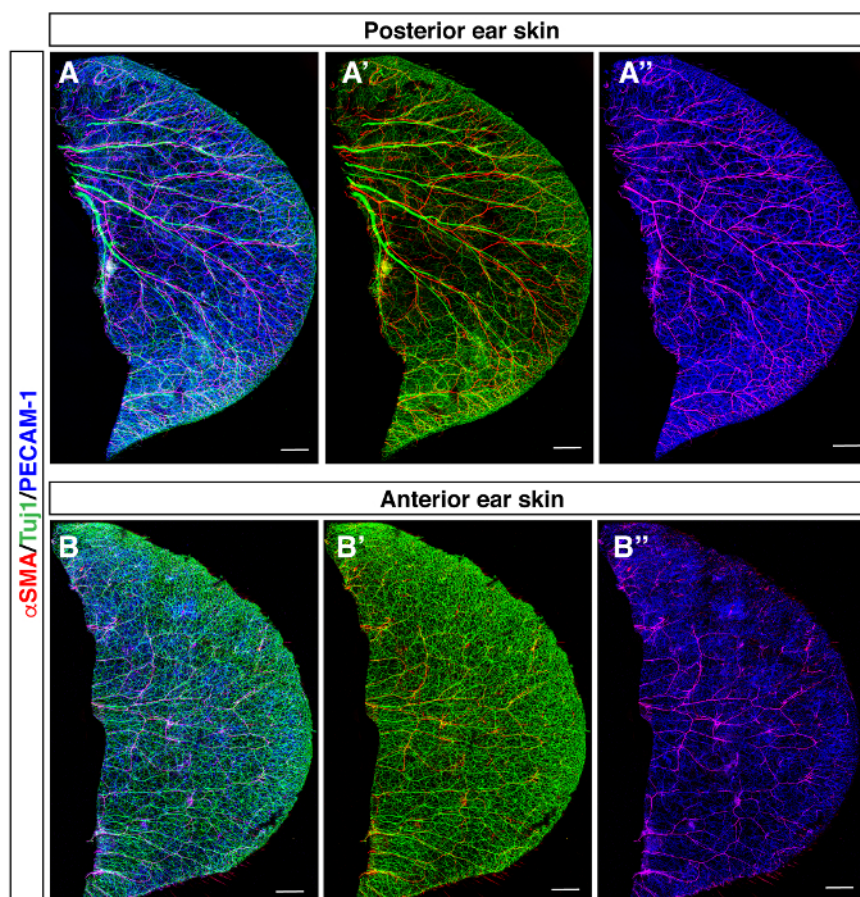 Posterior ear skin
A
A'
A''
αSMA/Tuj1/PECAM-1
Anterior ear skin
B
B'
B''